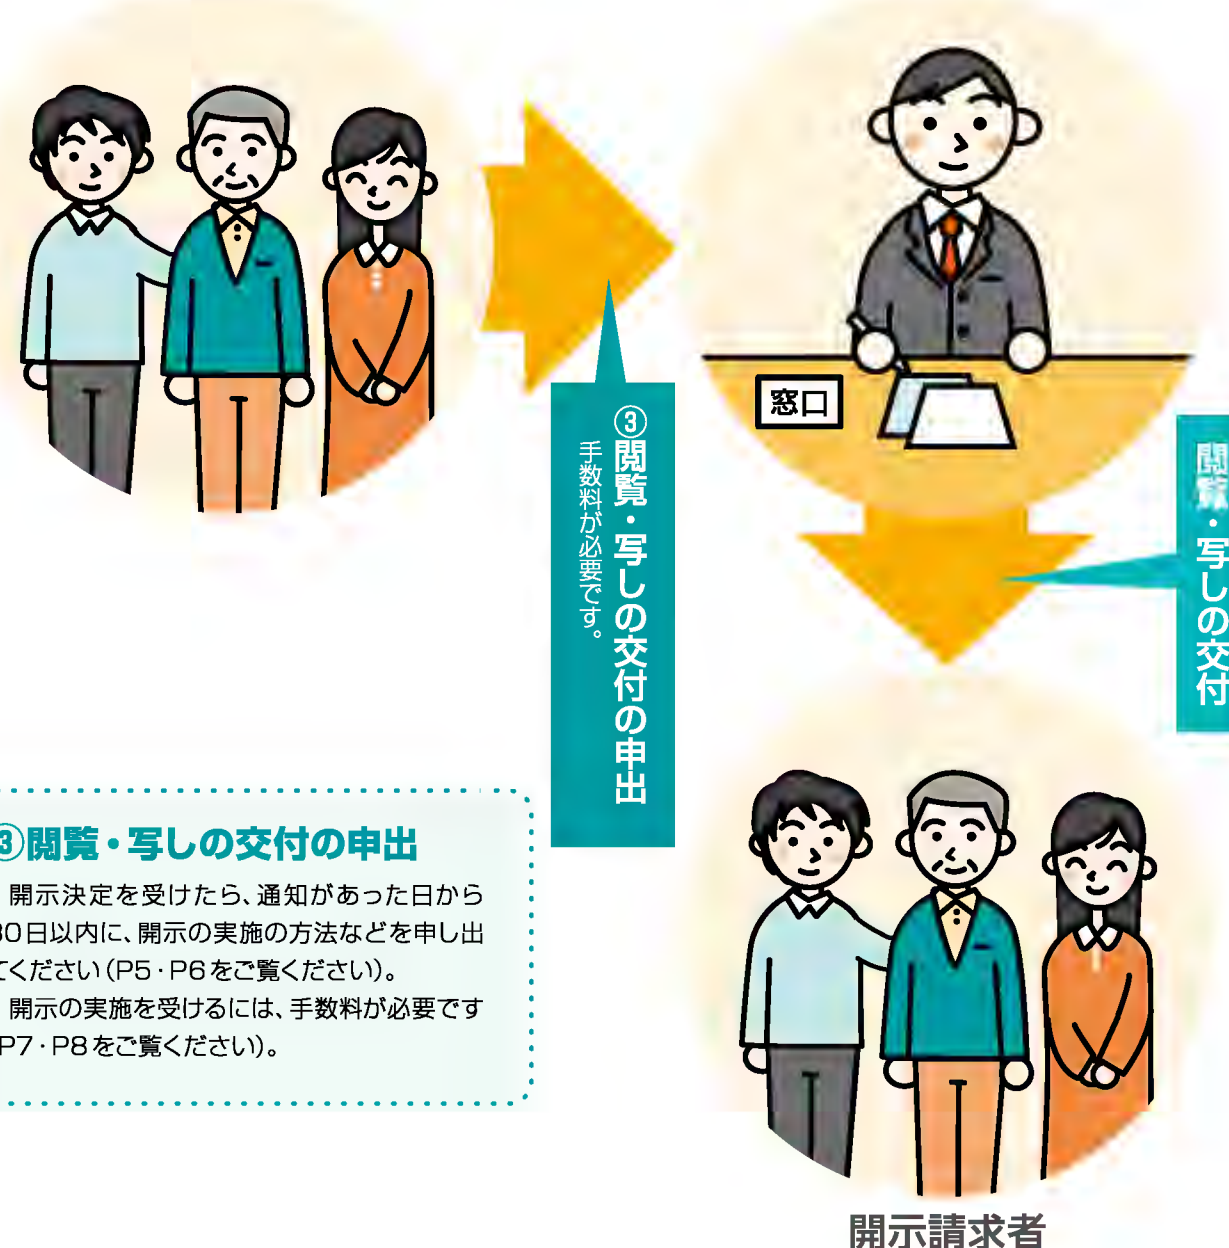 窓口
③閲覧・写しの交付の申出
手数料が必要です。
閲覧・写しの交付
③閲覧・写しの交付の申出
開示決定を受けたら、通知があった日から
30日以内に、開示の実施の方法などを申し出
てください（P5・P6をご覧ください）。
開示の実施を受けるには、手数料が必要です
P7・P8をご覧ください）。
開示請求者